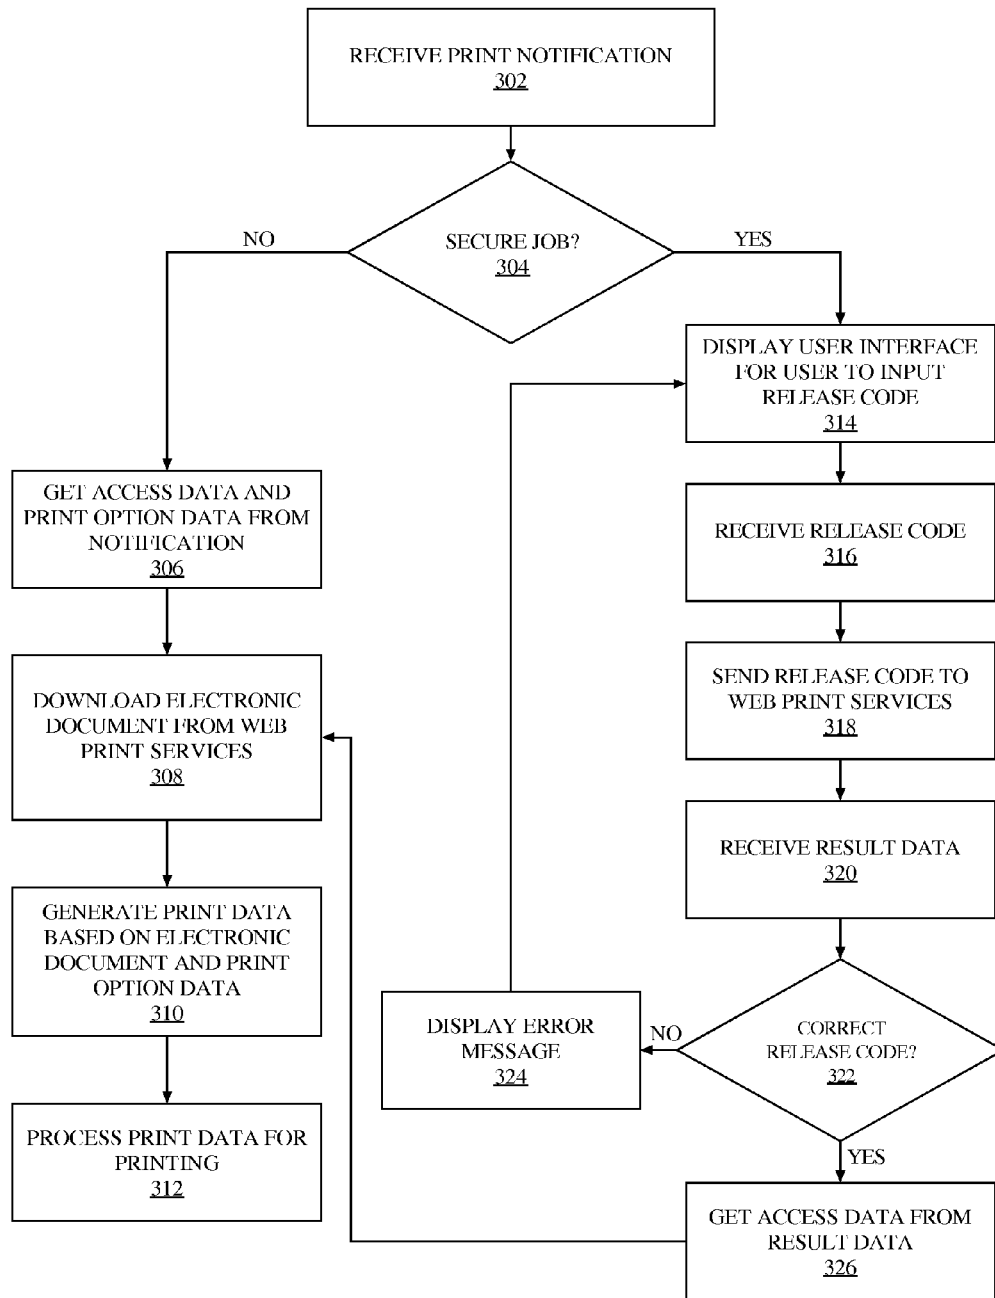 RECEIVE PRINT NOTIFICATION
302
SECURE JOB?
304
NO
YES
DISPLAY USER INTERFACE
FOR USER TO INPUT
RELEASE CODE
314
GET ACCESS DATA AND
PRINT OPTION DATA FROM
NOTIFICATION
306
RECEIVE RELEASE CODE
316
DOWNLOAD ELECTRONIC
DOCUMENT FROM WEB
PRINT SERVICES
308
SEND RELEASE CODE TO
WEB PRINT SERVICES
318
RECEIVE RESULT DATA
320
GENERATE PRINT DATA
BASED ON ELECTRONIC
DOCUMENT AND PRINT
OPTION DATA
310
CORRECT
RELEASE CODE?
322
NO
DISPLAY ERROR
MESSAGE
324
YES
PROCESS PRINT DATA FOR
PRINTING
312
GET ACCESS DATA FROM
RESULT DATA
326